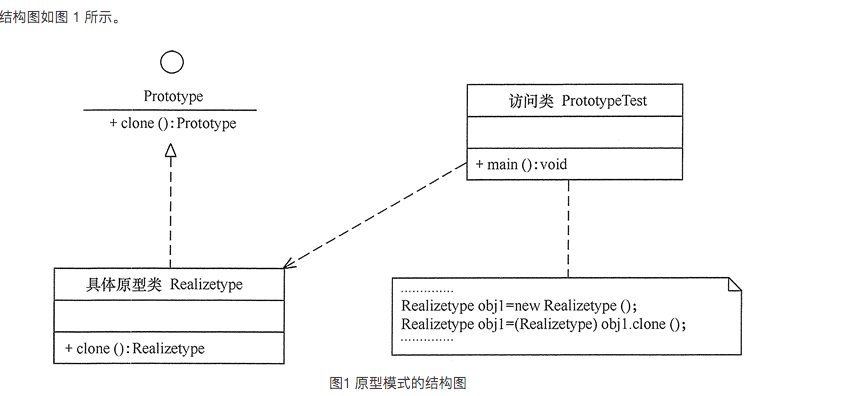 结构图如图 1 所示。
Prototype
+ clone ():Prototype
访问类 PrototypeTest
+ main ():void
具体原型类 Realizetype
+ clone ():Realizetype
..............
Realizetype obj1=new Realizetype ();
Realizetype obj1=(Realizetype) obj1.clone ();
..............
图1 原型模式的结构图